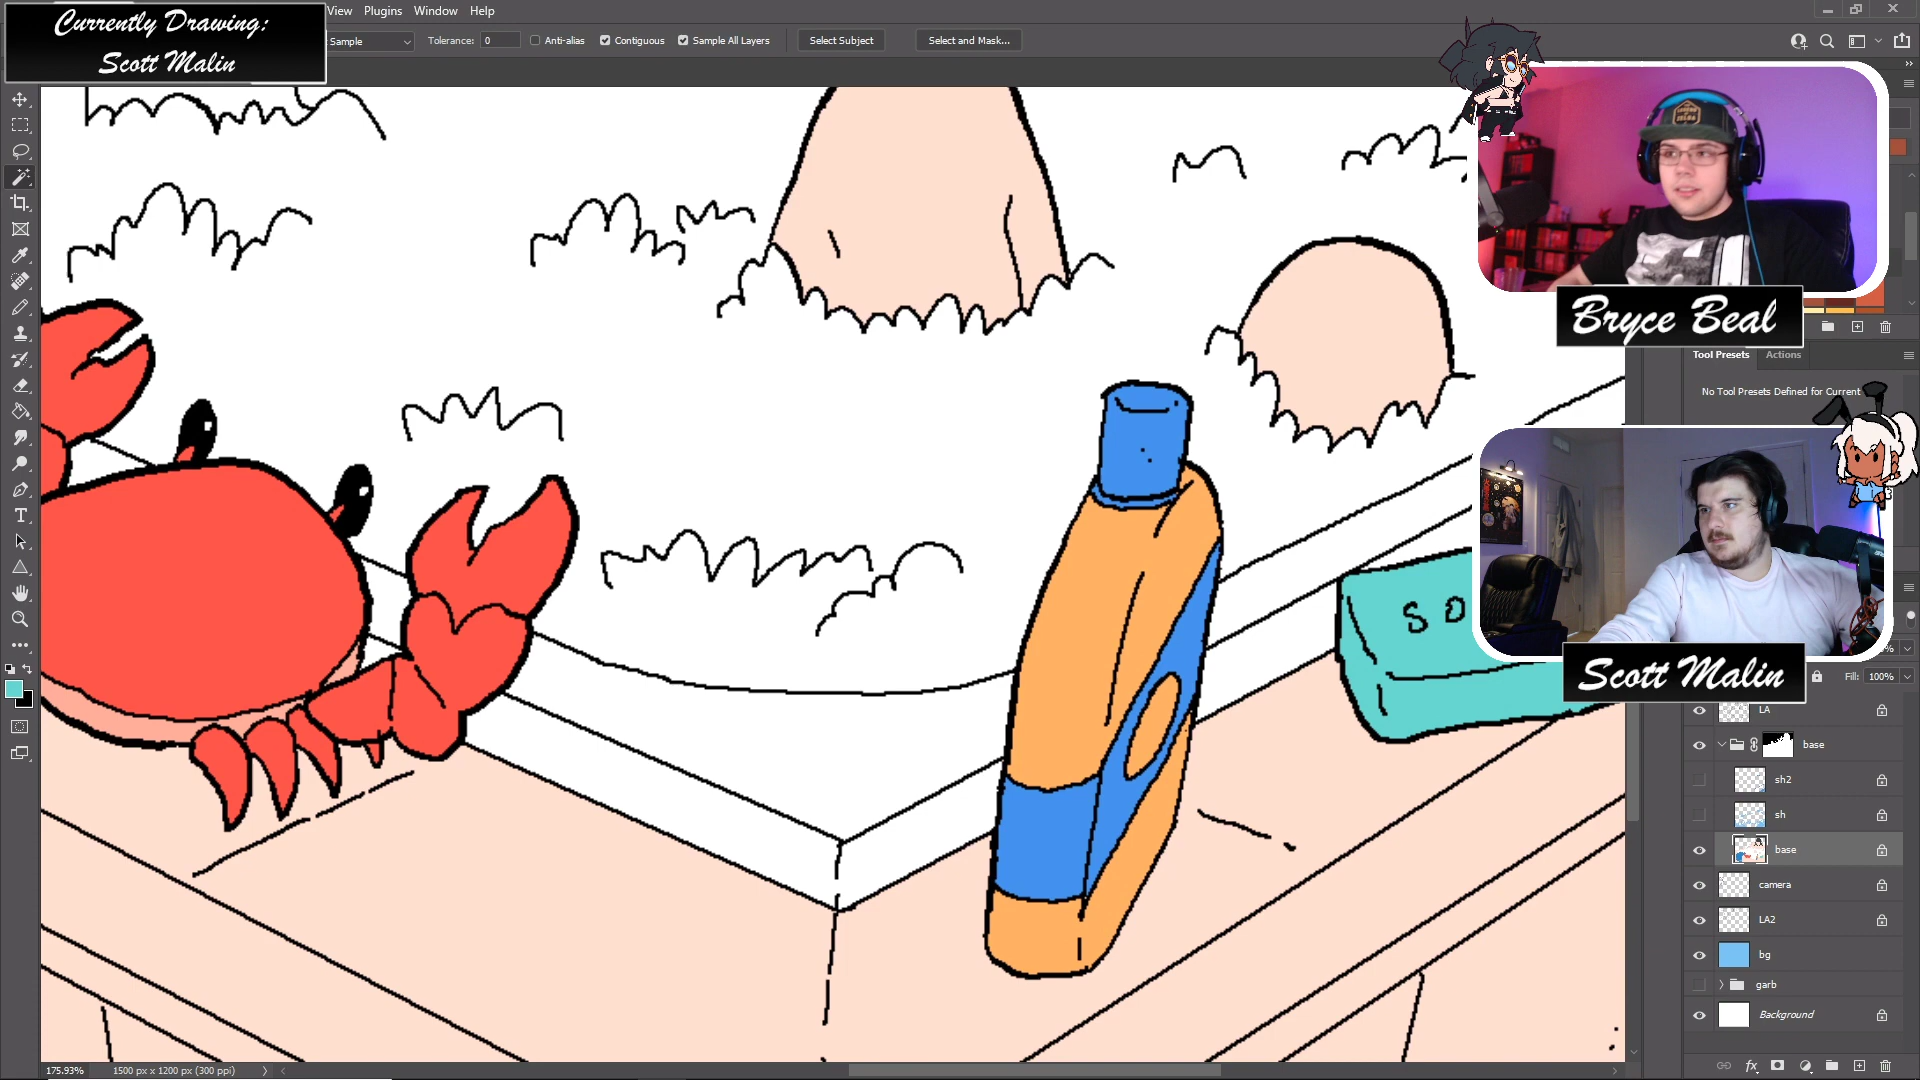 Currently Drawing:
Scott Malin
View Plugins Window Help
Sample Tolerance: 0 Anti-alias Contiguous Sample All Layers Select Subject Select and Mask...
Bryce Beal
Tool Presets Actions
No Tool Presets Defined for Current
SO
Scott Malin
Fill: 100%
LA
base
sh2
sh
base
camera
LA2
bg
garb
Background
175.93% 1500 px x 1200 px (300 ppi)